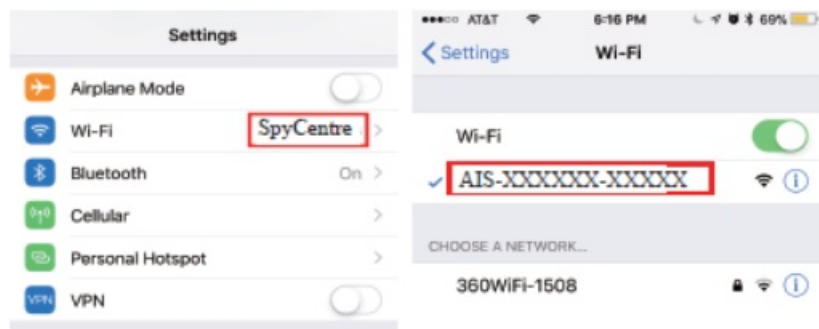 Settings
Airplane Mode
Wi-Fi SpyCentre
Bluetooth On
Cellular
Personal Hotspot
VPN VPN
AT&T 6:16 PM 69%
Settings Wi-Fi
Wi-Fi
AIS-XXXXXX-XXXXX
CHOOSE A NETWORK...
360WiFi-1508